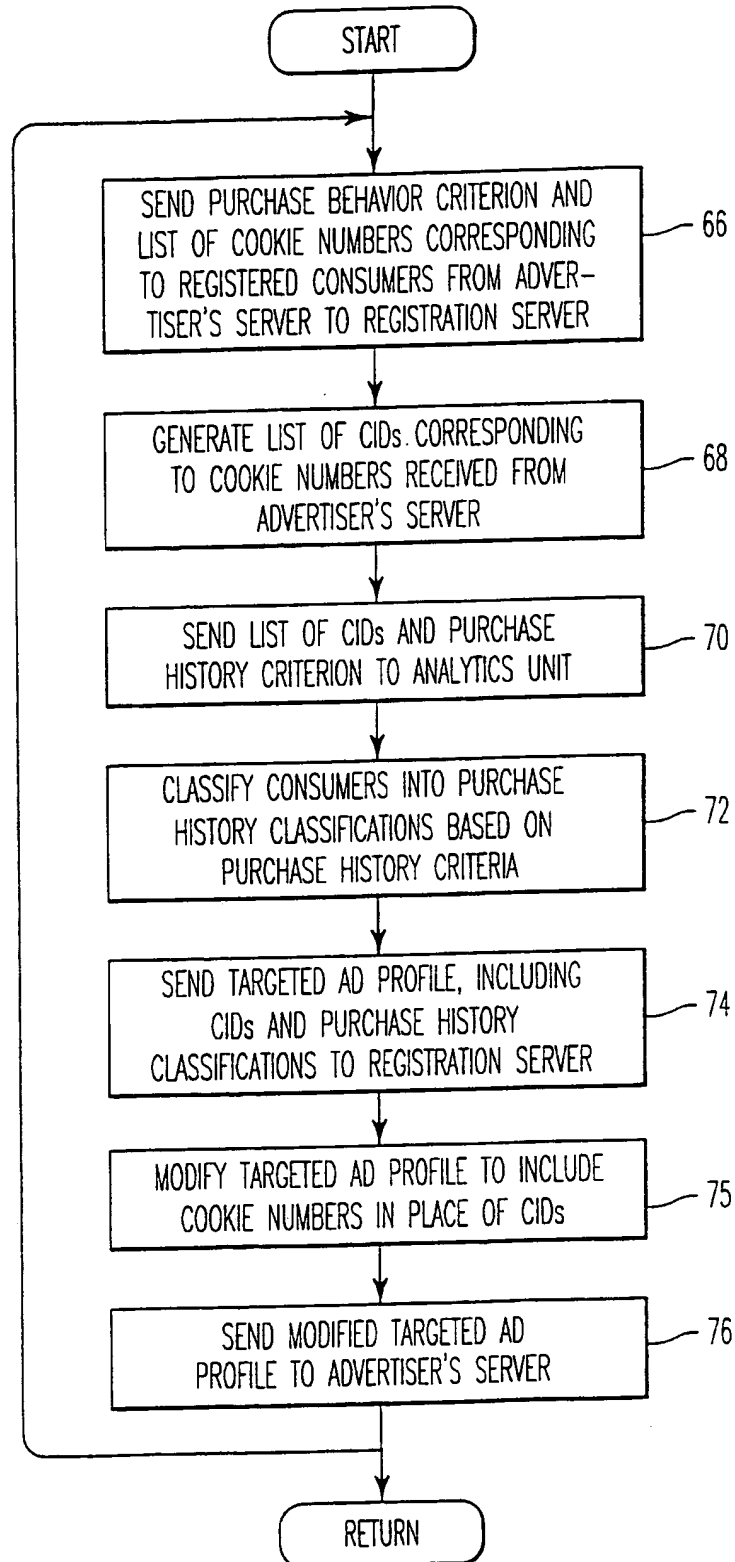 START
SEND PURCHASE BEHAVIOR CRITERION AND
LIST OF COOKIE NUMBERS CORRESPONDING
TO REGISTERED CONSUMERS FROM ADVER-
TISER'S SERVER TO REGISTRATION SERVER
66
GENERATE LIST OF CIDs CORRESPONDING
TO COOKIE NUMBERS RECEIVED FROM
ADVERTISER'S SERVER
68
SEND LIST OF CIDs AND PURCHASE
HISTORY CRITERION TO ANALYTICS UNIT
70
CLASSIFY CONSUMERS INTO PURCHASE
HISTORY CLASSIFICATIONS BASED ON
PURCHASE HISTORY CRITERIA
72
SEND TARGETED AD PROFILE, INCLUDING
CIDs AND PURCHASE HISTORY
CLASSIFICATIONS TO REGISTRATION SERVER
74
MODIFY TARGETED AD PROFILE TO INCLUDE
COOKIE NUMBERS IN PLACE OF CIDs
75
SEND MODIFIED TARGETED AD
PROFILE TO ADVERTISER'S SERVER
76
RETURN